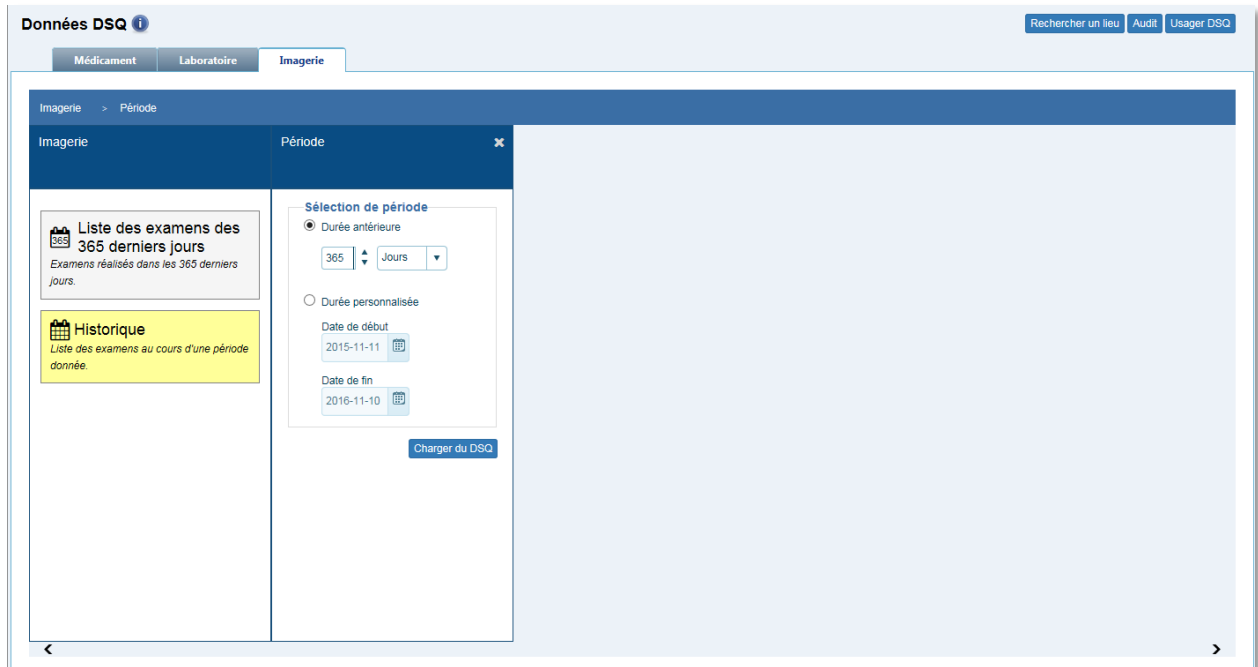 Données DSQ i
Rechercher un lieu Audit Usager DSQ
Médicament Laboratoire Imagerie
Imagerie > Période
Imagerie
Période
365
Liste des examens des
365 derniers jours
Examens réalisés dans les 365 derniers
jours.
Historique
Liste des examens au cours d'une période
donnée.
Sélection de période
Durée antérieure
365 Jours
Durée personnalisée
Date de début
2015-11-11
Date de fin
2016-11-10
Charger du DSQ